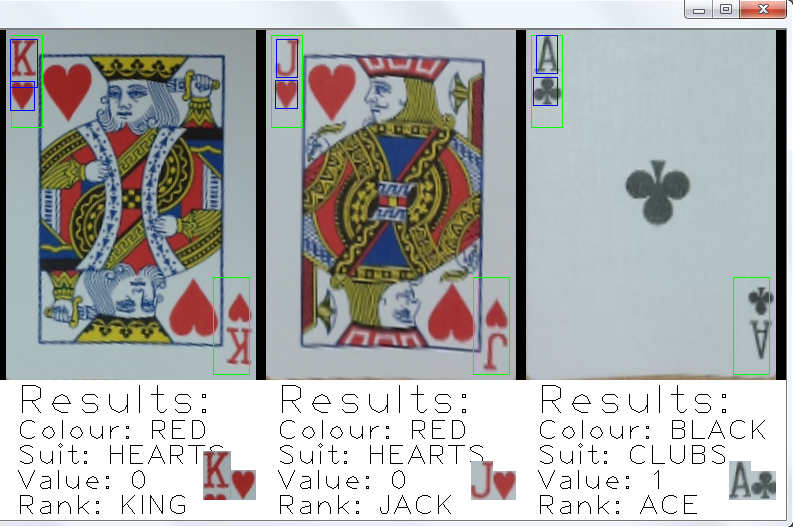 K
J
A
K
J
A
Results:
Colour: RED
Suit: HEARTS
Value: 0
Rank: KING
K
Results:
Colour: RED
Suit: HEARTS
Value: 0
Rank: JACK
J
Results:
Colour: BLACK
Suit: CLUBS
Value: 1
Rank: ACE
A